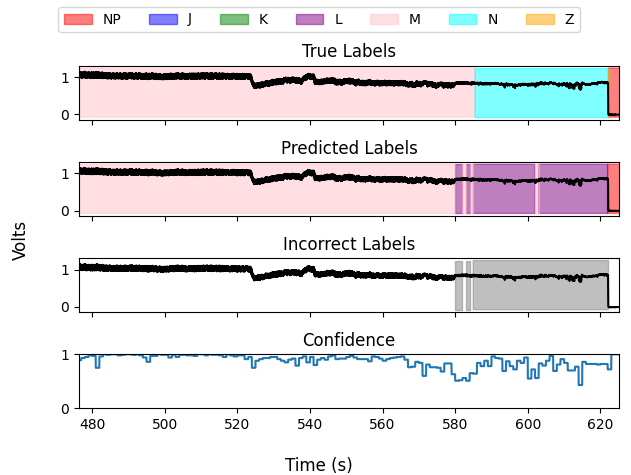 NP J K L M N Z
True Labels
1
0
Predicted Labels
1
0
Volts
Incorrect Labels
1
0
Confidence
1
0
480 500 520 540 560 580 600 620
Time (s)